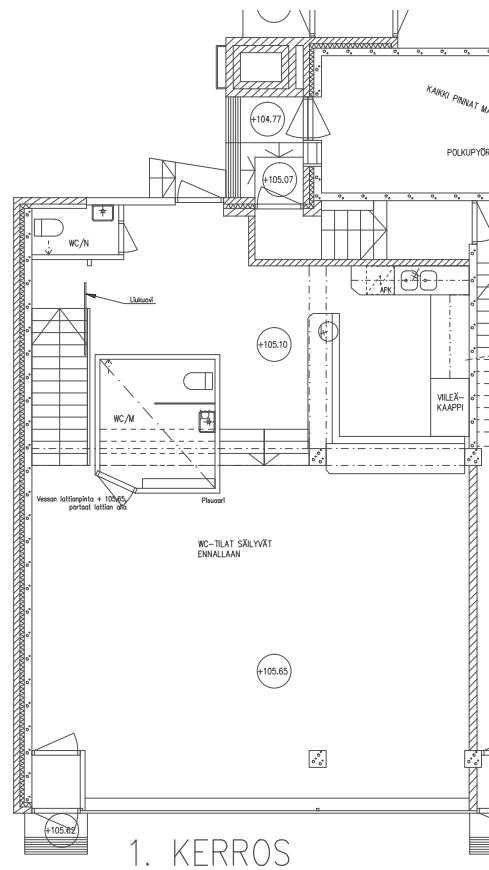 +104.77
KAIKKI PINNAT MA
POLKUPYÖR
+105.07
WC/N
APK
Liukuovi
+105.10
VIILEÄ-
KAAPPI
WC/M
Vessan lattianpinta + 105.65,
portaat lattian alla
Pisuaari
WC-TILAT SÄILYVÄT
ENNALLAAN
+105.65
+105.62
1. KERROS